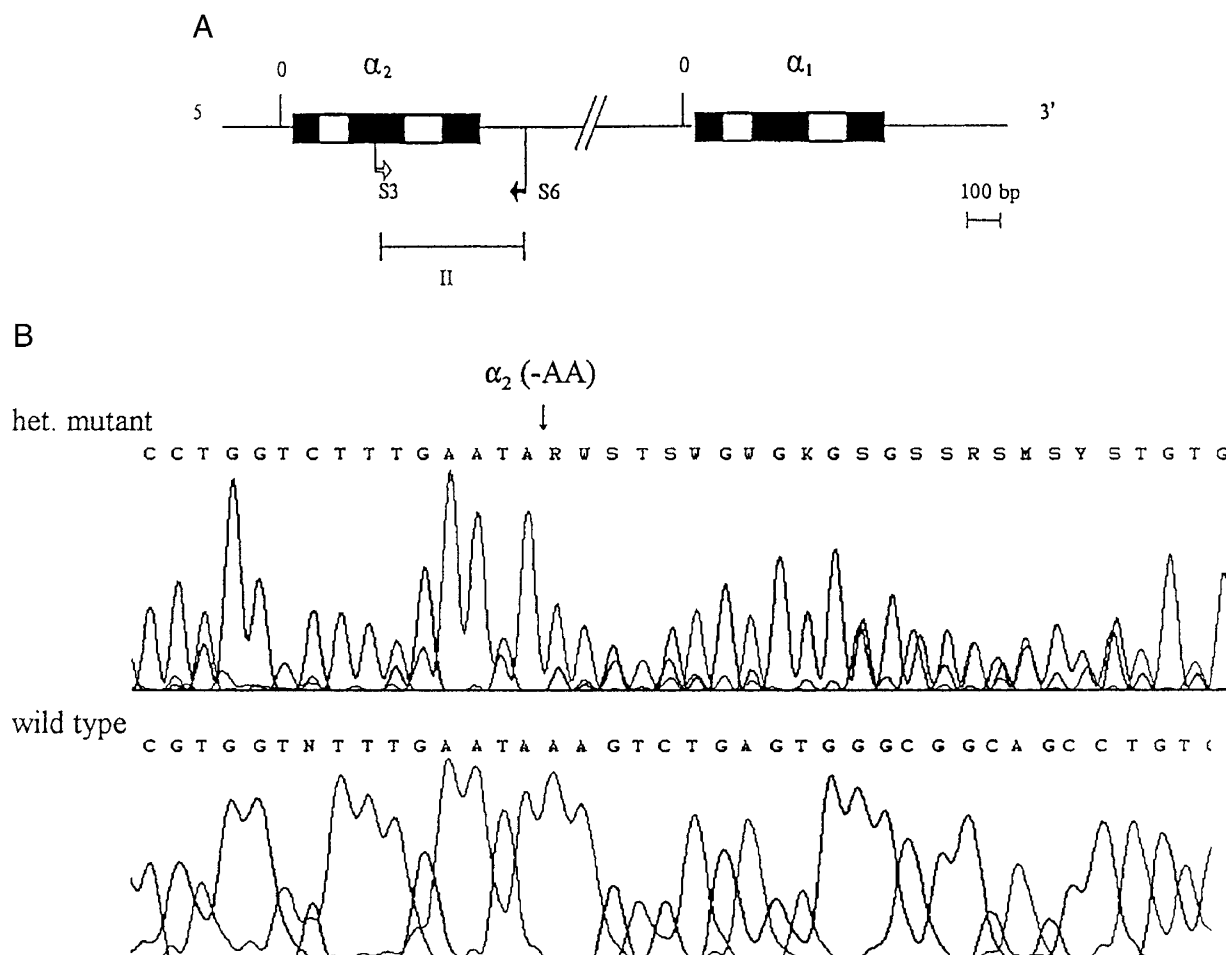 A
0 α₂ 0 α₁
5 3'
S3 S6
100 bp
II
B
α₂ (-AA)
↓
het. mutant
C C T G G T C T T T G A A T A R W S T S W G W G K G S G S S R S M S Y S T G T G
wild type
C G T G G T N T T T G A A T A A A G T C T G A G T G G G C G G C A G C C T G T